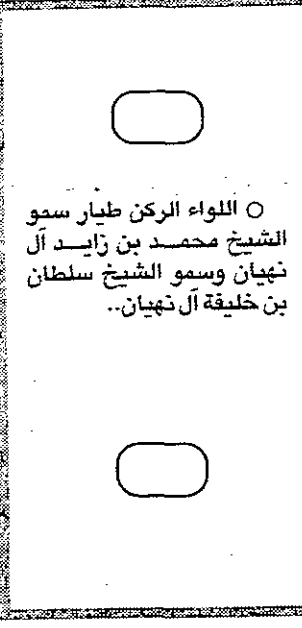 ○ اللواء الركن طيار سمو
الشيخ محمد بن زايد آل
نهيان وسمو الشيخ سلطان
بن خليفة آل نهيان..